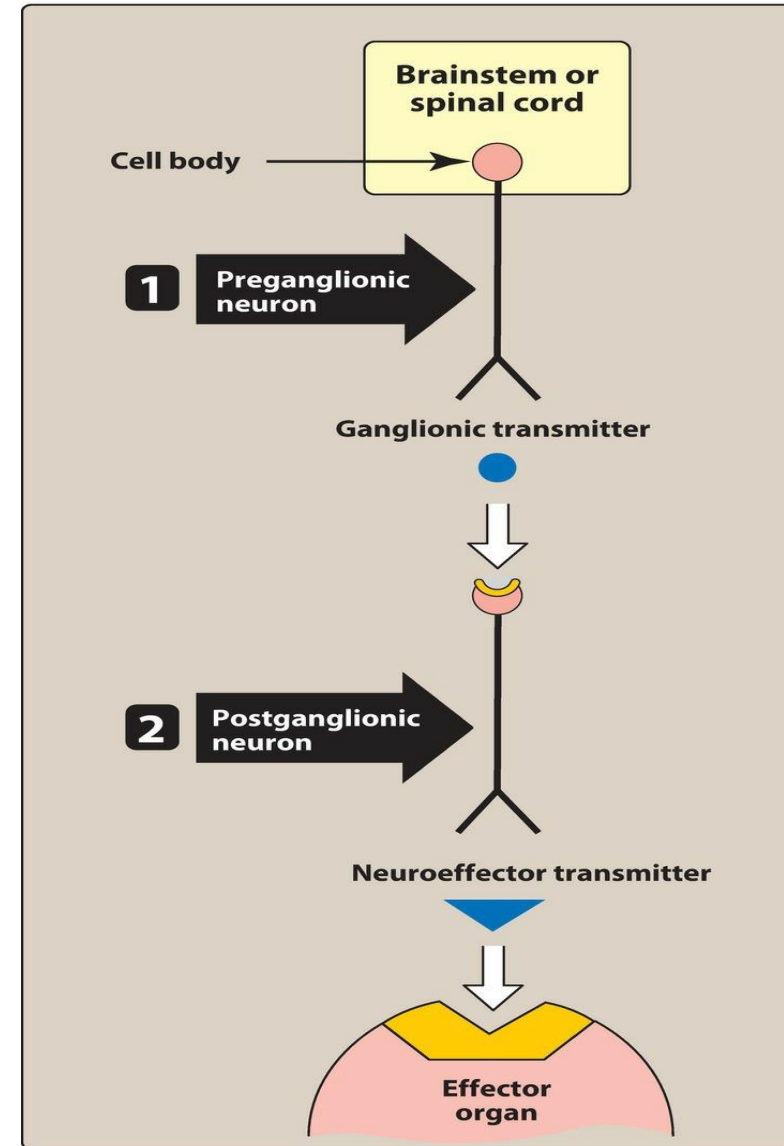 Brainstem or
spinal cord
Cell body
1
Preganglionic
neuron
Ganglionic transmitter
2
Postganglionic
neuron
Neuroeffector transmitter
Effector
organ